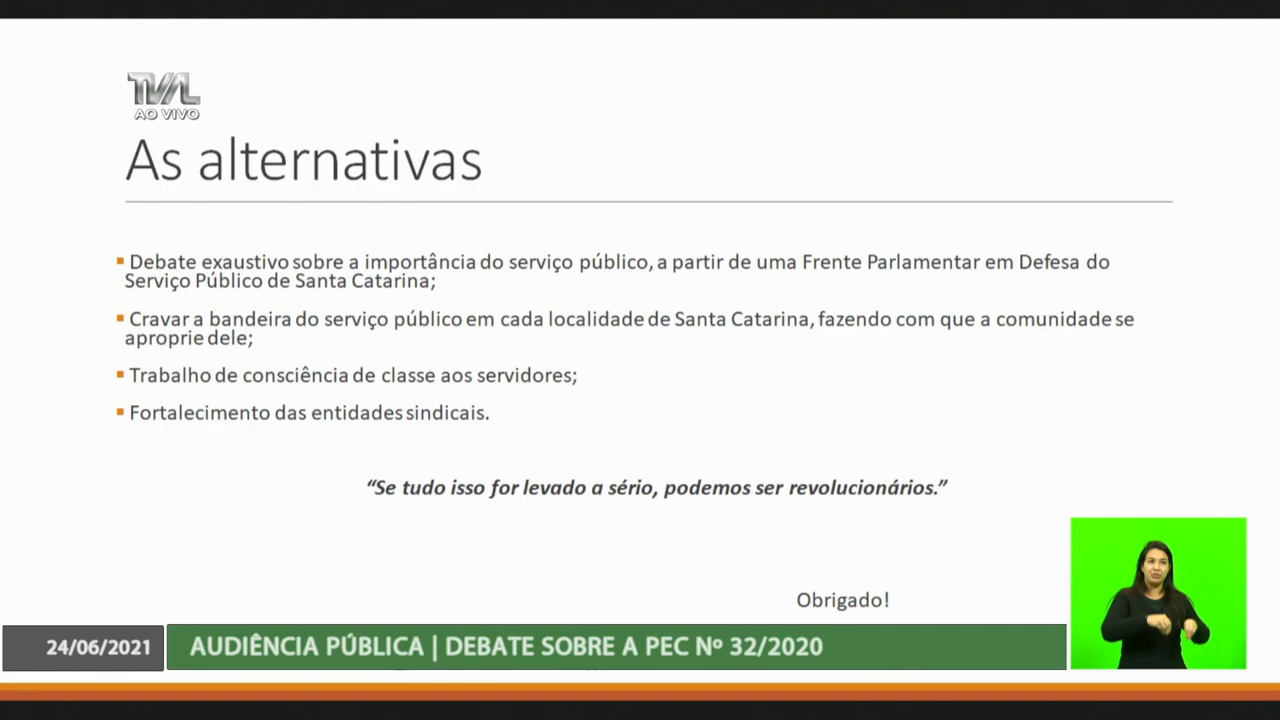 TVAL
AO VIVO
As alternativas
Debate exaustivo sobre a importância do serviço público, a partir de uma Frente Parlamentar em Defesa do
Serviço Público de Santa Catarina;
Cravar a bandeira do serviço público em cada localidade de Santa Catarina, fazendo com que a comunidade se
aproprie dele;
Trabalho de consciência de classe aos servidores;
Fortalecimento das entidades sindicais.
“Se tudo isso for levado a sério, podemos ser revolucionários.”
Obrigado!
24/06/2021
AUDIÊNCIA PÚBLICA | DEBATE SOBRE A PEC Nº 32/2020